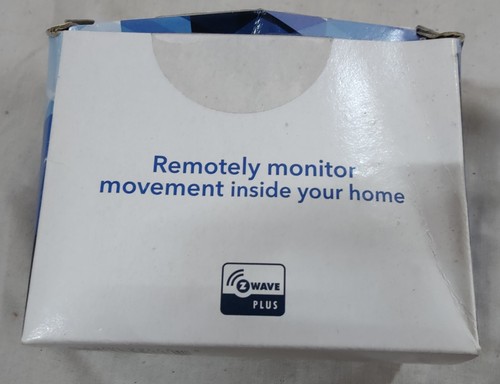 Remotely monitor
movement inside your home
Z WAVE
PLUS